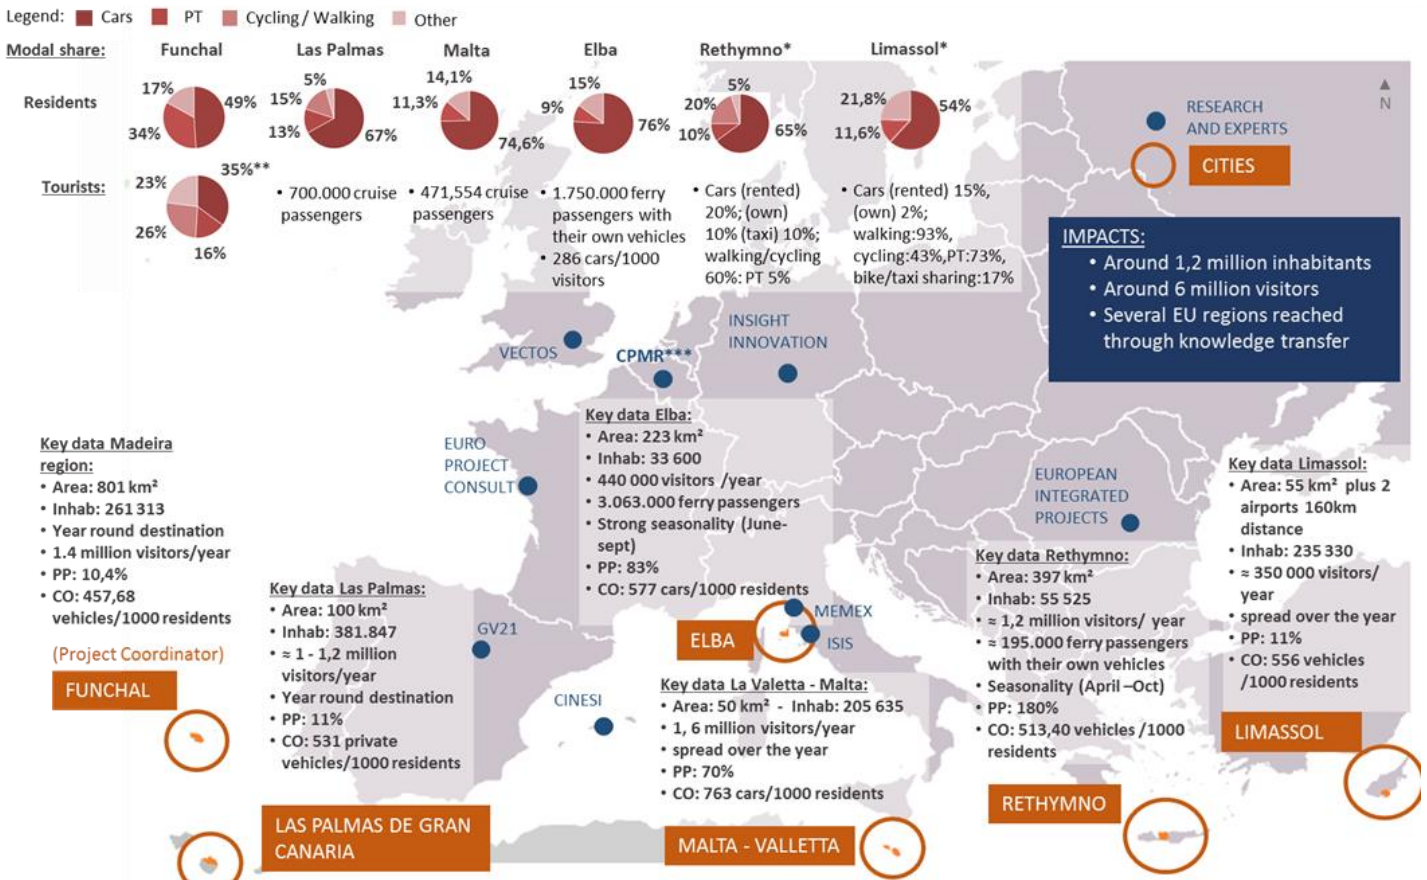 Legend: Cars PT Cycling / Walking Other
Modal share: Funchal Las Palmas Malta Elba Rethymno* Limassol*
Residents
17% 49% 34%
5% 15% 13% 67%
14,1% 11,3% 74,6%
15% 9% 76%
5% 20% 10% 65%
21,8% 54% 11,6%
Tourists:
35%** 23% 26% 16%
• 700.000 cruise
passengers
• 471,554 cruise
passengers
• 1.750.000 ferry
passengers with
their own vehicles
• 286 cars/1000
visitors
• Cars (rented)
20%; (own)
10% (taxi) 10%;
walking/cycling
60%: PT 5%
• Cars (rented) 15%,
(own) 2%;
walking:93%,
cycling:43%,PT:73%,
bike/taxi sharing:17%
N
RESEARCH
AND EXPERTS
CITIES
IMPACTS:
• Around 1,2 million inhabitants
• Around 6 million visitors
• Several EU regions reached
through knowledge transfer
VECTOS
CPMR***
INSIGHT
INNOVATION
EURO
PROJECT
CONSULT
EUROPEAN
INTEGRATED
PROJECTS
GV21
CINESI
MEMEX
ISIS
Key data Madeira
region:
• Area: 801 km²
• Inhab: 261 313
• Year round destination
• 1.4 million visitors/year
• PP: 10,4%
• CO: 457,68
vehicles/1000 residents
(Project Coordinator)
FUNCHAL
Key data Las Palmas:
• Area: 100 km²
• Inhab: 381.847
• ≈ 1 - 1,2 million
visitors/year
• Year round destination
• PP: 11%
• CO: 531 private
vehicles/1000 residents
LAS PALMAS DE GRAN
CANARIA
Key data Elba:
• Area: 223 km²
• Inhab: 33 600
• 440 000 visitors /year
• 3.063.000 ferry passengers
• Strong seasonality (June-
sept)
• PP: 83%
• CO: 577 cars/1000 residents
ELBA
Key data La Valetta - Malta:
• Area: 50 km² - Inhab: 205 635
• 1, 6 million visitors/year
• spread over the year
• PP: 70%
• CO: 763 cars/1000 residents
MALTA - VALLETTA
Key data Rethymno:
• Area: 397 km²
• Inhab: 55 525
• ≈ 1,2 million visitors/ year
• ≈ 195.000 ferry passengers
with their own vehicles
• Seasonality (April –Oct)
• PP: 180%
• CO: 513,40 vehicles /1000
residents
RETHYMNO
Key data Limassol:
• Area: 55 km² plus 2
airports 160km
distance
• Inhab: 235 330
• ≈ 350 000 visitors/
year
• spread over the year
• PP: 11%
• CO: 556 vehicles
/1000 residents
LIMASSOL